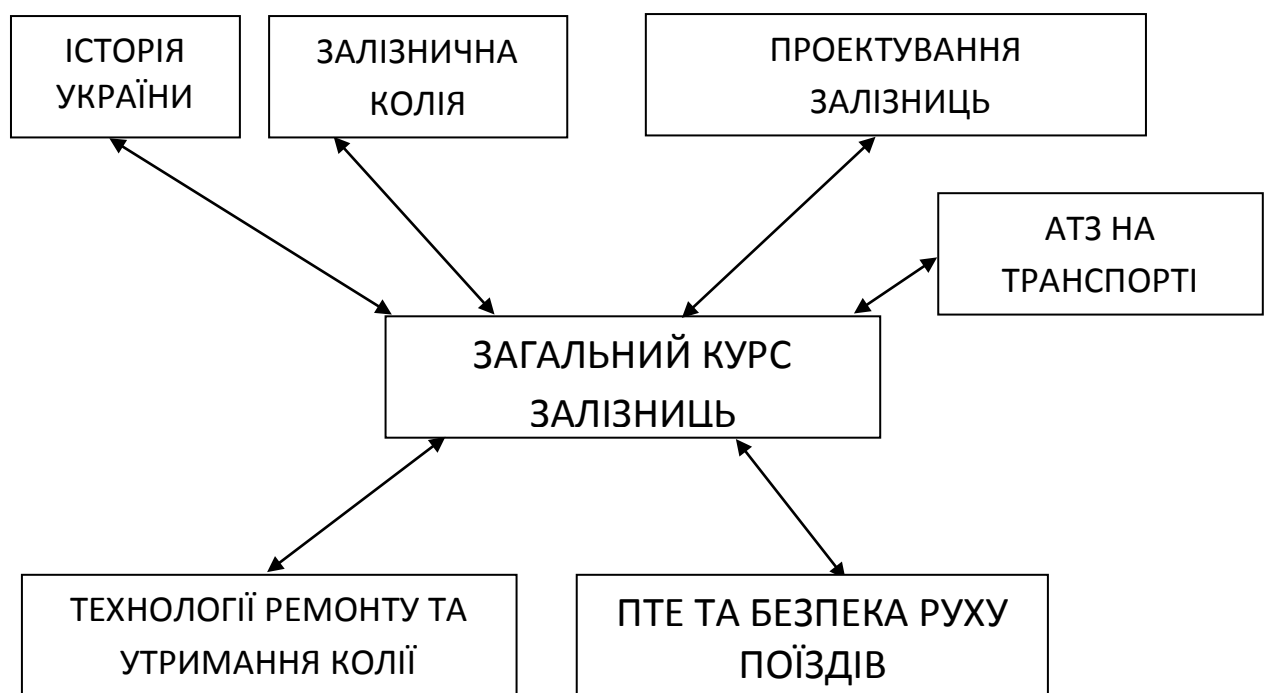 ІСТОРІЯ
УКРАЇНИ
ЗАЛІЗНИЧНА
КОЛІЯ
ПРОЕКТУВАННЯ
ЗАЛІЗНИЦЬ
АТЗ НА
ТРАНСПОРТІ
ЗАГАЛЬНИЙ КУРС
ЗАЛІЗНИЦЬ
ТЕХНОЛОГІЇ РЕМОНТУ ТА
УТРИМАННЯ КОЛІЇ
ПТЕ ТА БЕЗПЕКА РУХУ
ПОЇЗДІВ